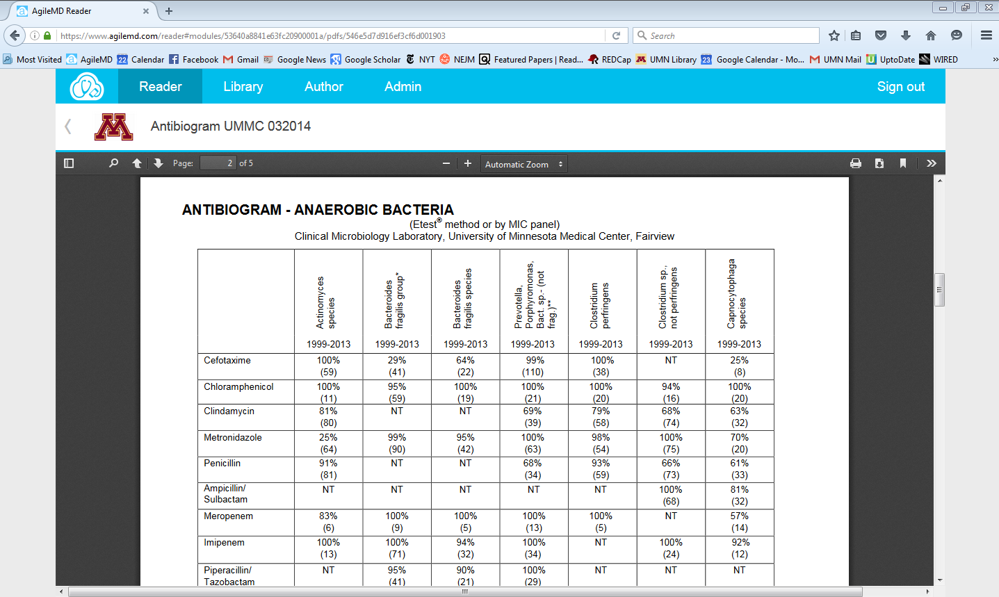 AgileMD Reader
https://www.agilemd.com/reader#modules/53640a8841e63fc20900001a/pdfs/546e5d7d916ef3cf6d001903
Search
Most Visited AgileMD 22 Calendar Facebook Gmail Google News Google Scholar NYT NEJM Featured Papers | Read... REDCap UMN Library 23 Google Calendar - Mo... UMN Mail UptoDate WIRED »
Reader Library Author Admin Sign out
M Antibiogram UMMC 032014
Page: 2 of 5 Automatic Zoom
ANTIBIOGRAM - ANAEROBIC BACTERIA
(Etest® method or by MIC panel)
Clinical Microbiology Laboratory, University of Minnesota Medical Center, Fairview
Actinomyces
species
Bacteroides
fragilis group*
Bacteroides
fragilis species
Prevotella,
Porphyromonas,
Bact. sp.- (not
frag.)**
Clostridium
perfringens
Clostridium sp.,
not perfringens
Capnocytophaga
species
1999-2013 1999-2013 1999-2013 1999-2013 1999-2013 1999-2013 1999-2013
Cefotaxime 100% 29% 64% 99% 100% NT 25%
(59) (41) (22) (110) (38) (8)
Chloramphenicol 100% 95% 100% 100% 100% 94% 100%
(11) (59) (19) (21) (20) (16) (20)
Clindamycin 81% NT NT 69% 79% 68% 63%
(80) (39) (58) (74) (32)
Metronidazole 25% 99% 95% 100% 98% 100% 70%
(64) (90) (42) (63) (54) (75) (20)
Penicillin 91% NT NT 68% 93% 66% 61%
(81) (34) (59) (73) (33)
Ampicillin/ NT NT NT NT NT 100% 81%
Sulbactam (68) (32)
Meropenem 83% 100% 100% 100% 100% NT 57%
(6) (9) (5) (13) (5) (14)
Imipenem 100% 100% 94% 100% NT 100% 92%
(13) (71) (32) (34) (24) (12)
Piperacillin/ NT 95% 90% 100% NT NT NT
Tazobactam (41) (21) (29)